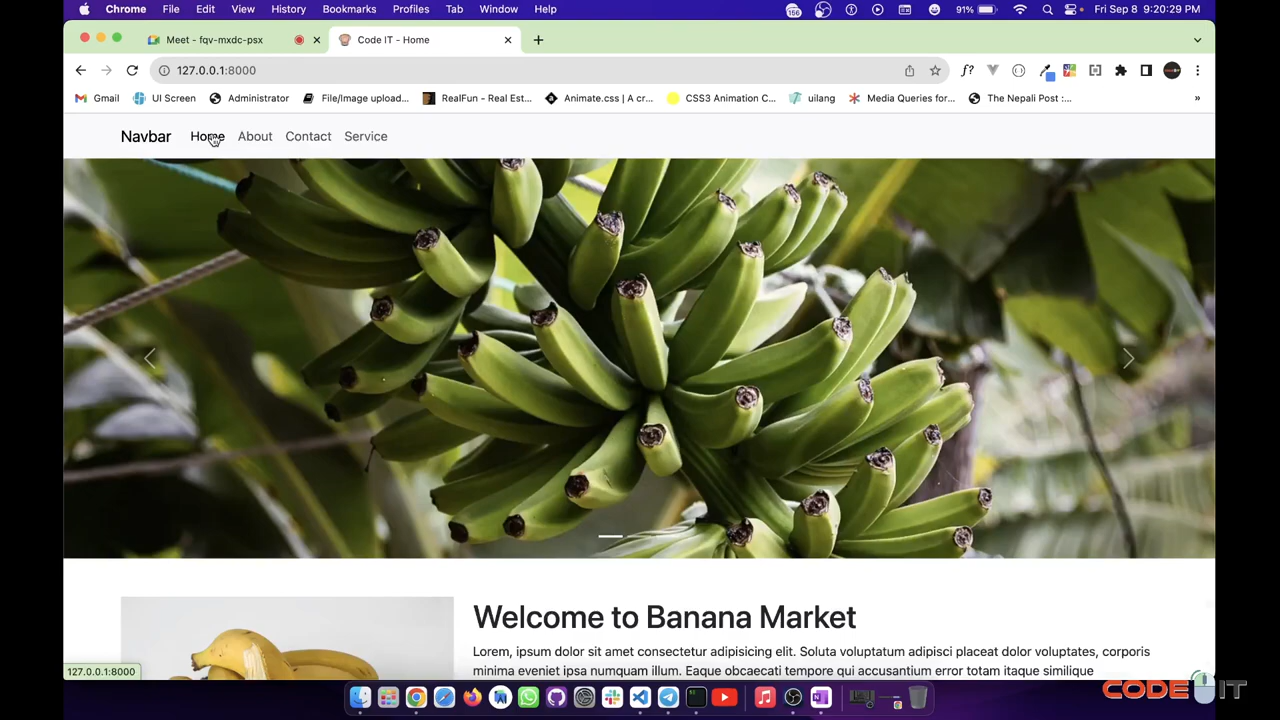 Chrome File Edit View History Bookmarks Profiles Tab Window Help 166 91% Fri Sep 8 9:20:29 PM
Meet - fqv-mxdc-psx Code IT - Home
127.0.0.1:8000 f?
Gmail UI Screen Administrator File/Image upload... RealFun - Real Est... Animate.css | A cr... CSS3 Animation C... uilang Media Queries for... The Nepali Post :... »
Navbar Home About Contact Service
Welcome to Banana Market
Lorem, ipsum dolor sit amet consectetur adipisicing elit. Soluta voluptatum adipisci placeat dolor voluptates, corporis
minima eveniet ipsa numquam illum. Eaque obcaecati tempore qui accusantium error totam itaque similique
127.0.0.1:8000
CODE IT